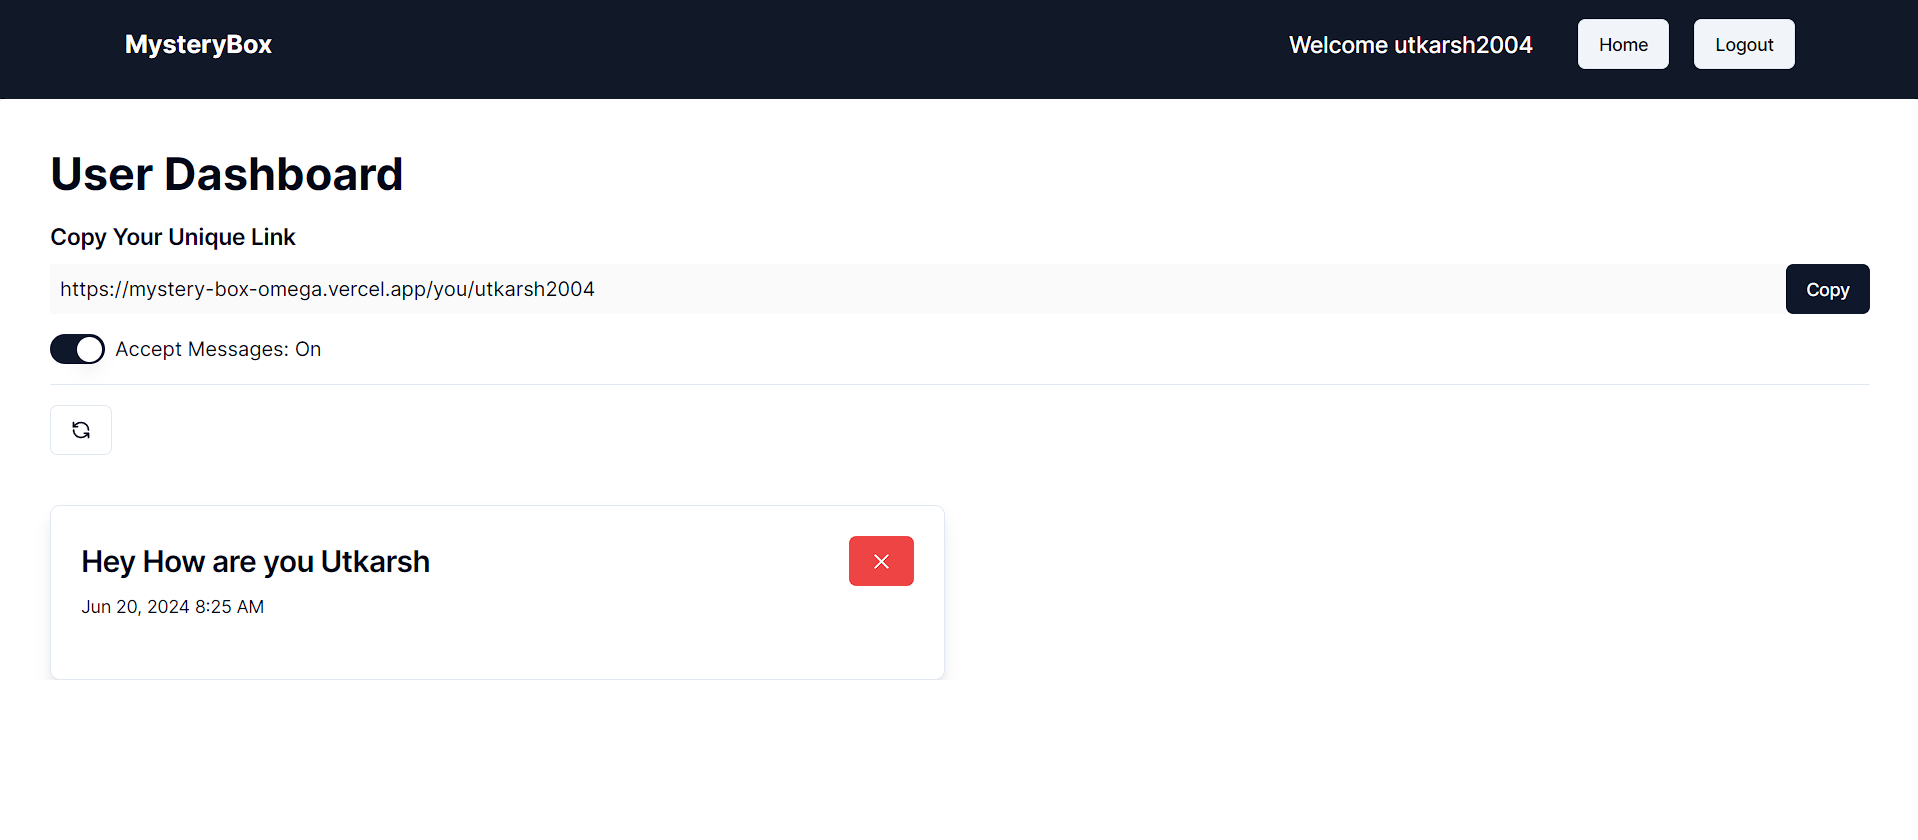 MysteryBox
Welcome utkarsh2004
Home
Logout
User Dashboard
Copy Your Unique Link
https://mystery-box-omega.vercel.app/you/utkarsh2004
Copy
Accept Messages: On
Hey How are you Utkarsh
Jun 20, 2024 8:25 AM